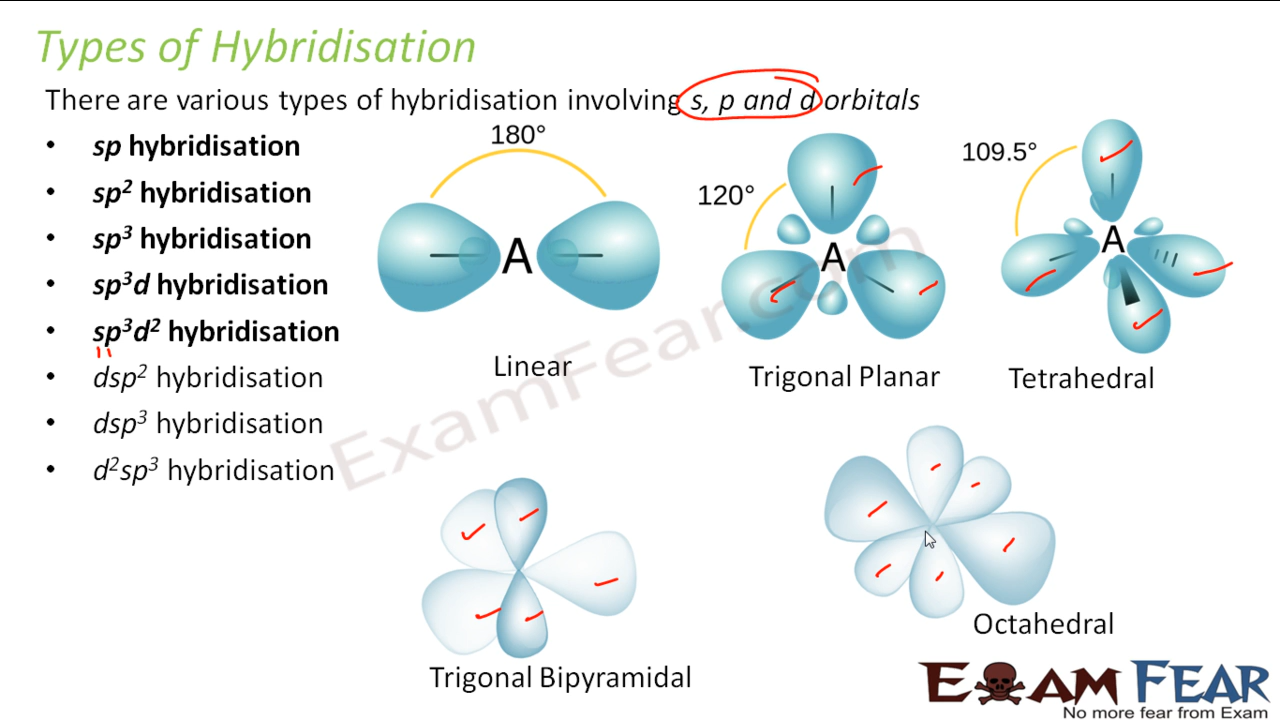 Types of Hybridisation
There are various types of hybridisation involving s, p and d orbitals
• sp hybridisation
• sp² hybridisation
• sp³ hybridisation
• sp³d hybridisation
• sp³d² hybridisation
• dsp² hybridisation
• dsp³ hybridisation
• d²sp³ hybridisation
180°
A
Linear
120°
A
Trigonal Planar
109.5°
A
Tetrahedral
Trigonal Bipyramidal
Octahedral
ExamFear.com
EXAM FEAR
No more fear from Exam